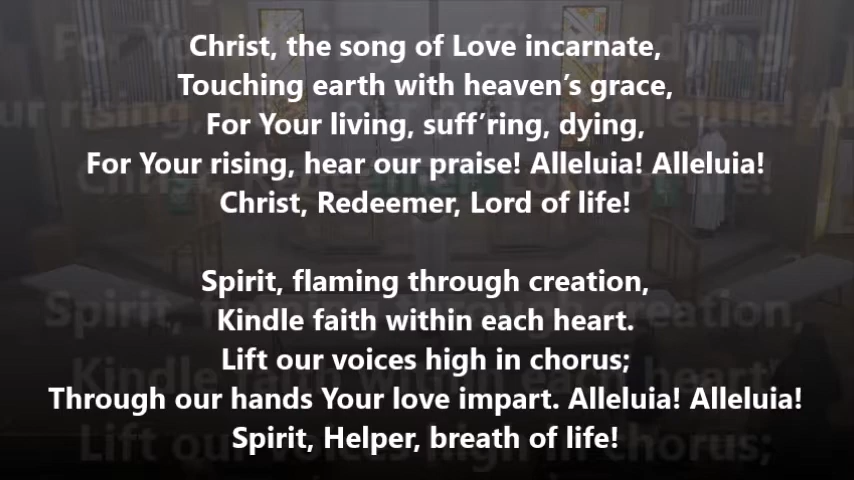 Christ, the song of Love incarnate,
Touching earth with heaven’s grace,
For Your living, suff’ring, dying,
For Your rising, hear our praise! Alleluia! Alleluia!
Christ, Redeemer, Lord of life!
Spirit, flaming through creation,
Kindle faith within each heart.
Lift our voices high in chorus;
Through our hands Your love impart. Alleluia! Alleluia!
Spirit, Helper, breath of life!